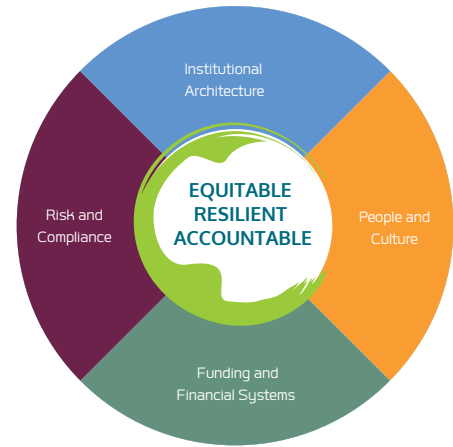 Institutional
Architecture
Risk and
Compliance
EQUITABLE
RESILIENT
ACCOUNTABLE
People and
Culture
Funding and
Financial Systems